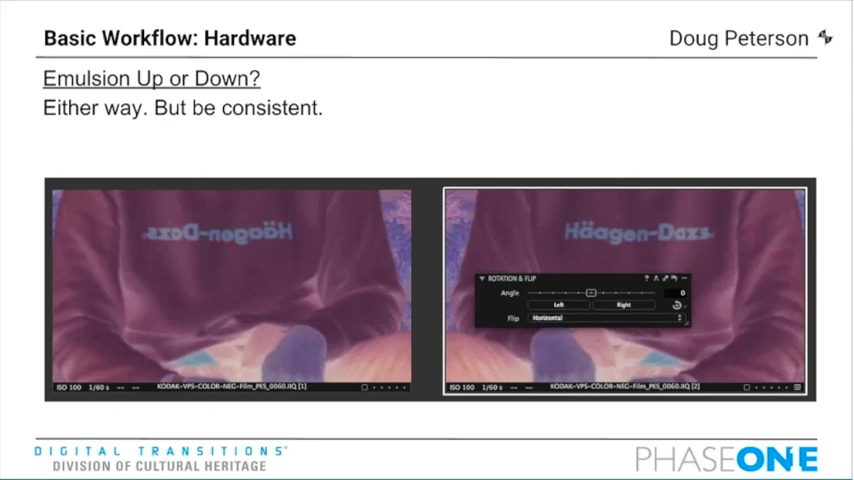 Basic Workflow: Hardware
Doug Peterson
Emulsion Up or Down?
Either way. But be consistent.
Häagen-Dazs
Häagen-Dazs
ROTATION & FLIP
Angle
0
Left
Right
Flip
Horizontal
ISO 100 1/60 s -- -- KODAK-VPS-COLOR-NEG-Film_PES_0060.IIQ [1]
ISO 100 1/60 s -- -- KODAK-VPS-COLOR-NEG-Film_PES_0060.IIQ [2]
DIGITAL TRANSITIONS
DIVISION OF CULTURAL HERITAGE
PHASEONE